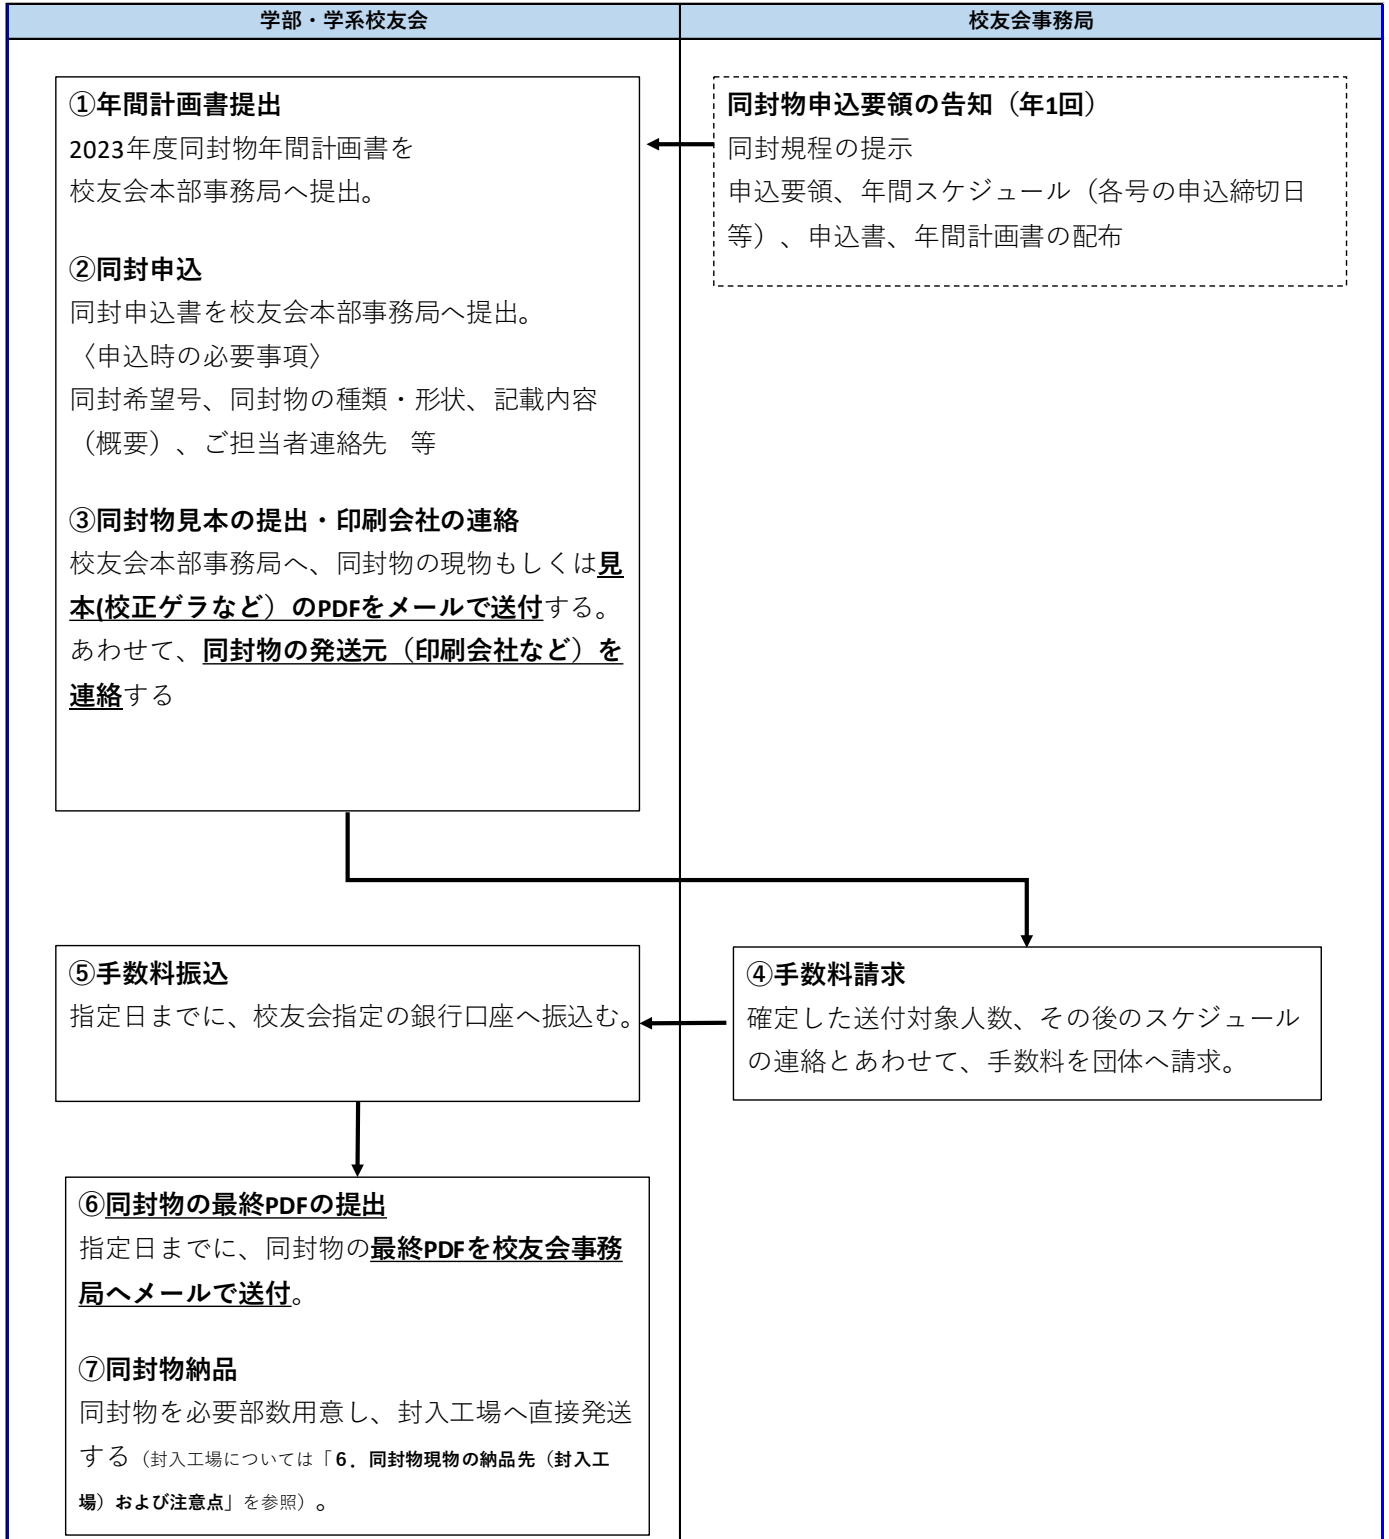 学部・学系校友会
校友会事務局
同封物申込要領の告知（年1回）
同封規程の提示
申込要領、年間スケジュール（各号の申込締切日
等）、申込書、年間計画書の配布
①年間計画書提出
2023年度同封物年間計画書を
校友会本部事務局へ提出。
②同封申込
同封申込書を校友会本部事務局へ提出。
〈申込時の必要事項〉
同封希望号、同封物の種類・形状、記載内容
（概要）、ご担当者連絡先　等
③同封物見本の提出・印刷会社の連絡
校友会本部事務局へ、同封物の現物もしくは見
本(校正ゲラなど）のPDFをメールで送付する。
あわせて、同封物の発送元（印刷会社など）を
連絡する
④手数料請求
確定した送付対象人数、その後のスケジュール
の連絡とあわせて、手数料を団体へ請求。
⑤手数料振込
指定日までに、校友会指定の銀行口座へ振込む。
⑥同封物の最終PDFの提出
指定日までに、同封物の最終PDFを校友会事務
局へメールで送付。
⑦同封物納品
同封物を必要部数用意し、封入工場へ直接発送
する（封入工場については「６．同封物現物の納品先（封入工
場）および注意点」を参照）。